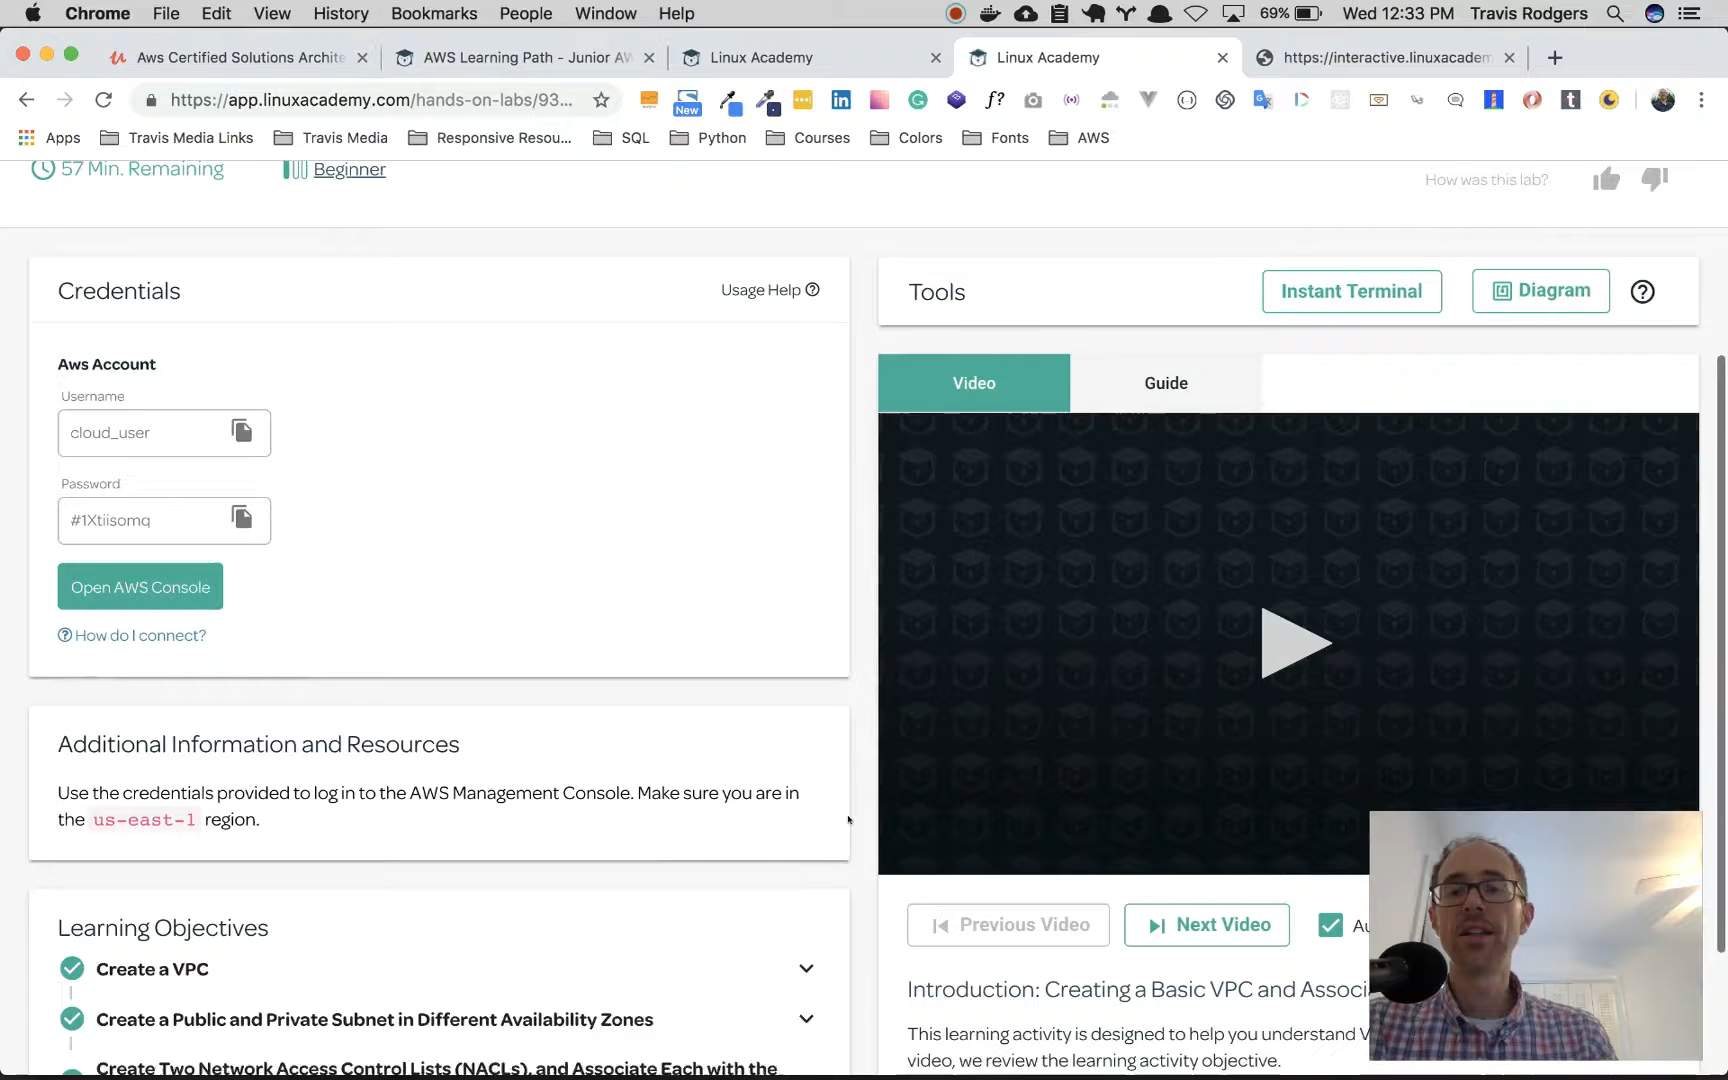 Chrome File Edit View History Bookmarks People Window Help 69% Wed 12:33 PM Travis Rodgers
Aws Certified Solutions Archite
AWS Learning Path - Junior AW
Linux Academy
Linux Academy
https://interactive.linuxacadem
https://app.linuxacademy.com/hands-on-labs/93...
New
f?
t
Apps Travis Media Links Travis Media Responsive Resou... SQL Python Courses Colors Fonts AWS
57 Min. Remaining
Beginner
How was this lab?
Credentials
Usage Help
Aws Account
Username
cloud_user
Password
#1Xtiisomq
Open AWS Console
How do I connect?
Additional Information and Resources
Use the credentials provided to log in to the AWS Management Console. Make sure you are in
the us-east-1 region.
Learning Objectives
Create a VPC
Create a Public and Private Subnet in Different Availability Zones
Create Two Network Access Control Lists (NACLs), and Associate Each with the
Tools
Instant Terminal
Diagram
Video
Guide
Previous Video
Next Video
Au
Introduction: Creating a Basic VPC and Associ
This learning activity is designed to help you understand V
video, we review the learning activity objective.